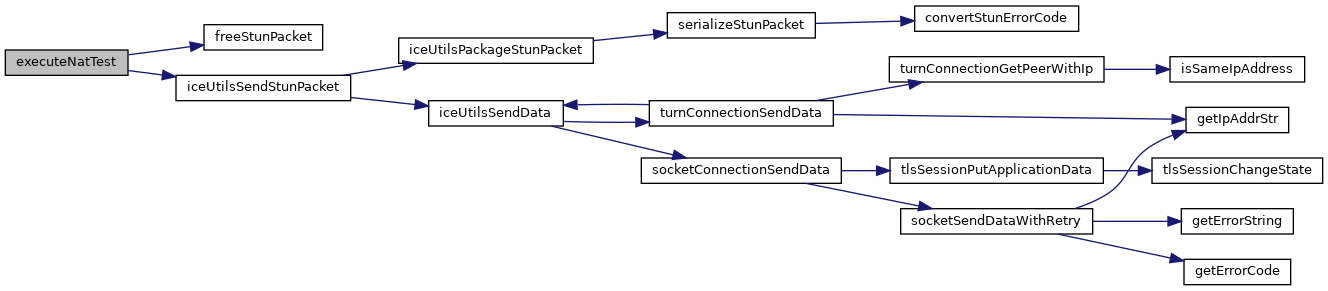 executeNatTest
freeStunPacket
iceUtilsSendStunPacket
iceUtilsPackageStunPacket
iceUtilsSendData
serializeStunPacket
turnConnectionSendData
socketConnectionSendData
convertStunErrorCode
turnConnectionGetPeerWithIp
tlsSessionPutApplicationData
socketSendDataWithRetry
isSameIpAddress
getIpAddrStr
tlsSessionChangeState
getErrorString
getErrorCode